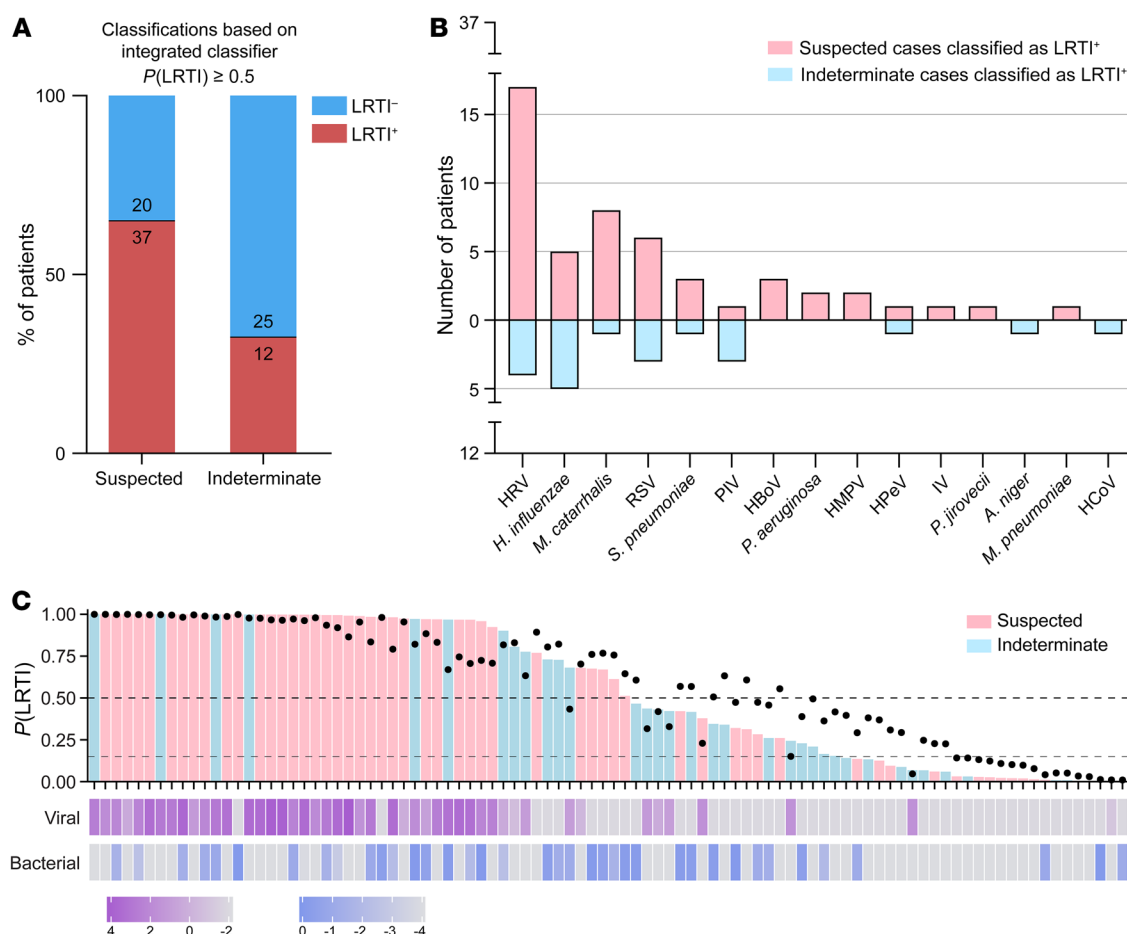 A
Classifications based on
integrated classifier
P(LRTI) ≥ 0.5
LRTI⁻
LRTI⁺
% of patients
100
50
0
20
37
25
12
Suspected
Indeterminate
B
Number of patients
37
15
10
5
0
5
12
Suspected cases classified as LRTI⁺
Indeterminate cases classified as LRTI⁺
HRV
H. influenzae
M. catarrhalis
RSV
S. pneumoniae
PIV
HBoV
P. aeruginosa
HMPV
HPeV
IV
P. jirovecii
A. niger
M. pneumoniae
HCoV
C
P(LRTI)
1.00
0.75
0.50
0.25
0.00
Suspected
Indeterminate
Viral
Bacterial
4 2 0 -2
0 -1 -2 -3 -4